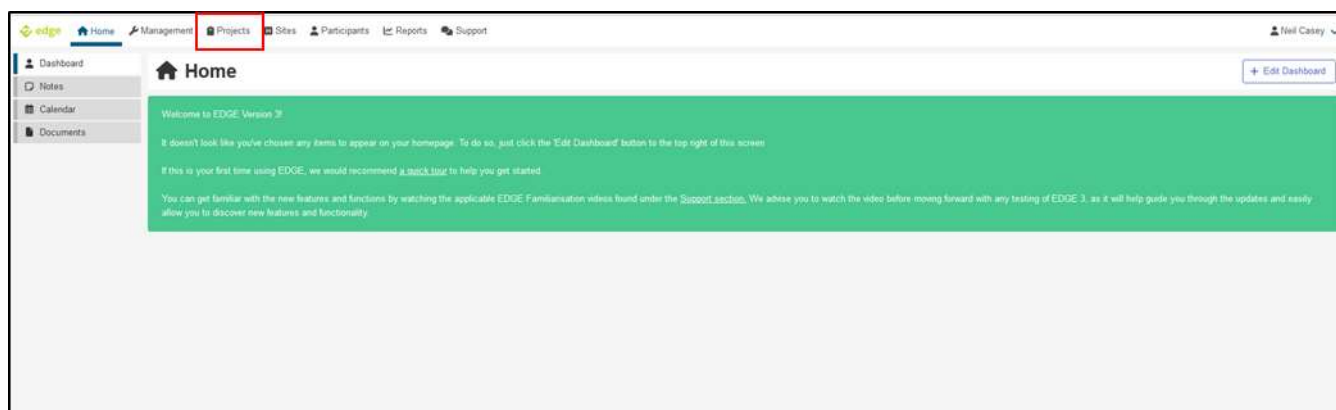 edge Home Management Projects Sites Participants Reports Support Neil Casey
Dashboard
Notes
Calendar
Documents
Home
+ Edit Dashboard
Welcome to EDGE Version 3!
It doesn't look like you've chosen any items to appear on your homepage. To do so, just click the 'Edit Dashboard' button to the top right of this screen
If this is your first time using EDGE, we would recommend a quick tour to help you get started.
You can get familiar with the new features and functions by watching the applicable EDGE Familiarisation videos found under the Support section. We advise you to watch the video before moving forward with any testing of EDGE 3, as it will help guide you through the updates and easily
allow you to discover new features and functionality.